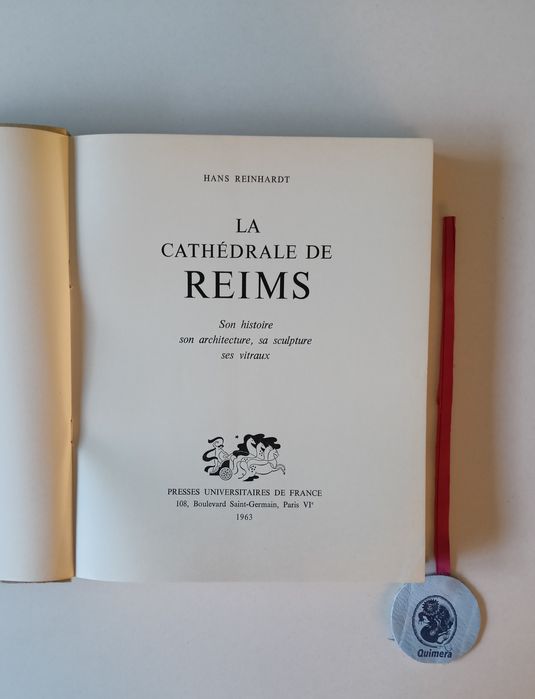 HANS REINHARDT
LA
CATHÉDRALE DE
REIMS
Son histoire
son architecture, sa sculpture
ses vitraux
PRESSES UNIVERSITAIRES DE FRANCE
108, Boulevard Saint-Germain, Paris VIe
1963
Quimera